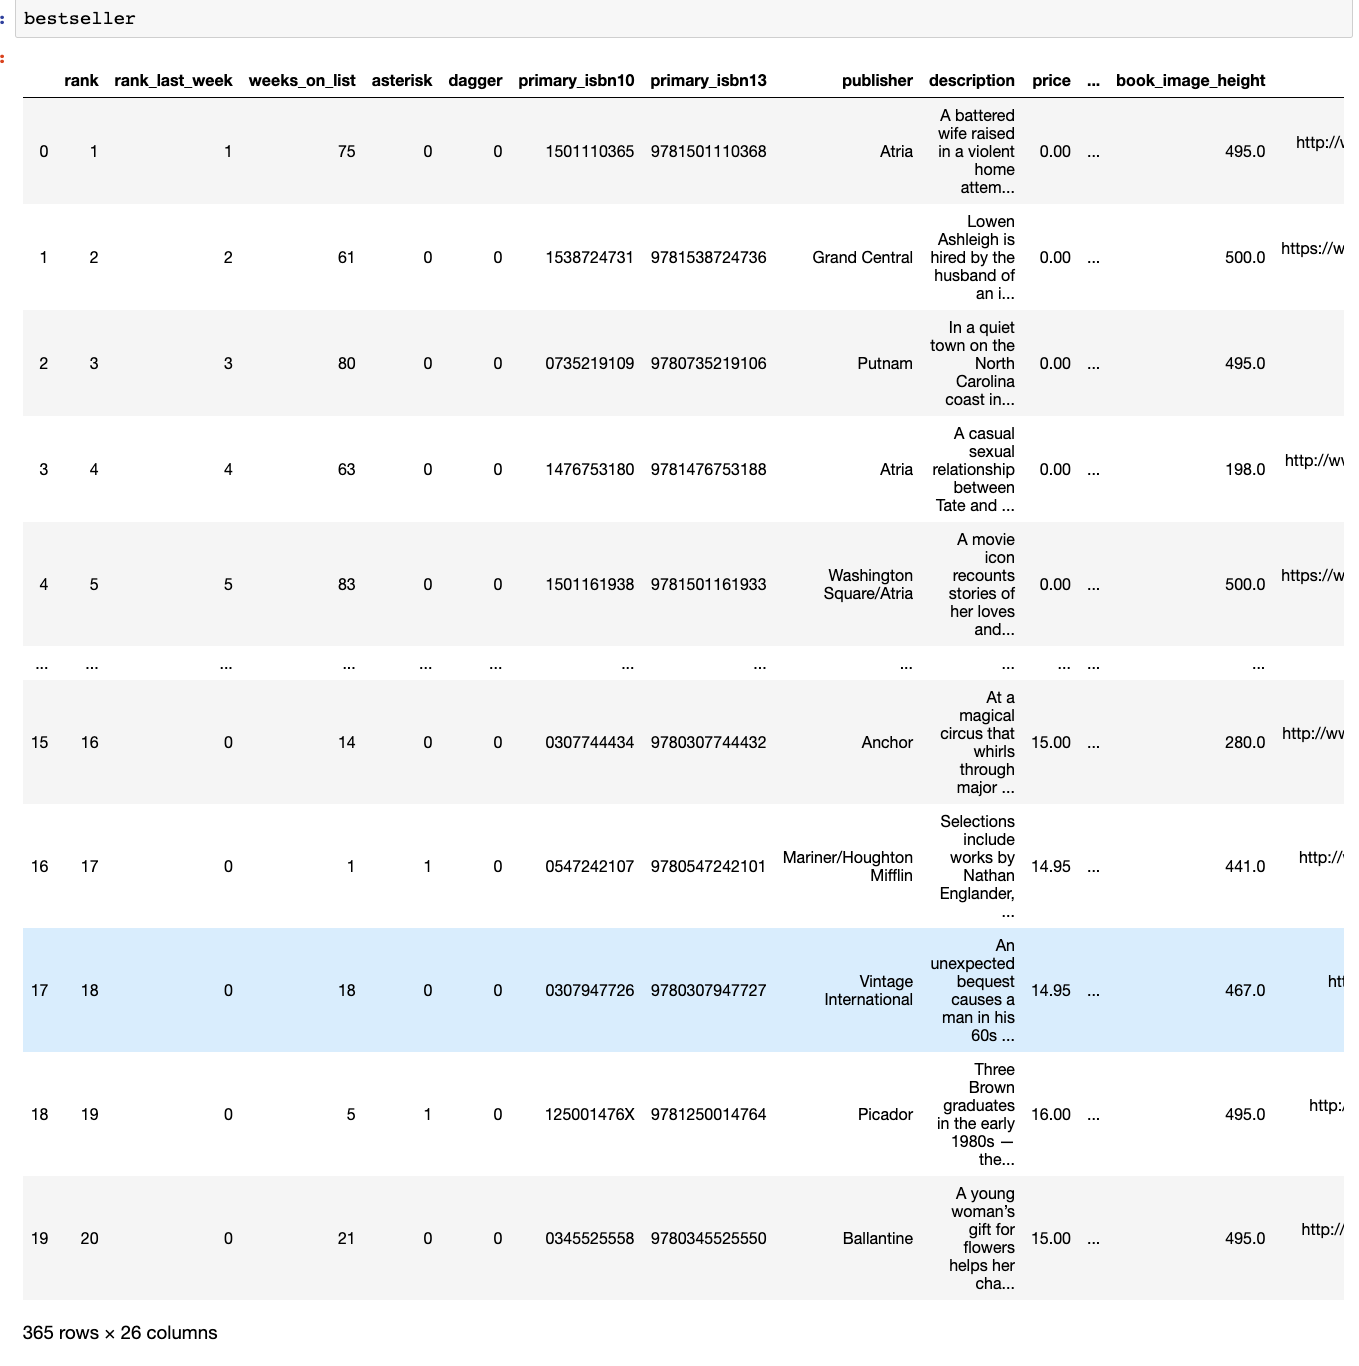 bestseller
rank rank_last_week weeks_on_list asterisk dagger primary_isbn10 primary_isbn13 publisher description price ... book_image_height
0 1 1 75 0 0 1501110365 9781501110368 Atria A battered wife raised in a violent home attem... 0.00 ... 495.0 http://w
1 2 2 61 0 0 1538724731 9781538724736 Grand Central Lowen Ashleigh is hired by the husband of an i... 0.00 ... 500.0 https://w
2 3 3 80 0 0 0735219109 9780735219106 Putnam In a quiet town on the North Carolina coast in... 0.00 ... 495.0
3 4 4 63 0 0 1476753180 9781476753188 Atria A casual sexual relationship between Tate and ... 0.00 ... 198.0 http://ww
4 5 5 83 0 0 1501161938 9781501161933 Washington Square/Atria A movie icon recounts stories of her loves and... 0.00 ... 500.0 https://w
... ... ... ... ... ... ... ... ... ... ... ... ...
15 16 0 14 0 0 0307744434 9780307744432 Anchor At a magical circus that whirls through major ... 15.00 ... 280.0 http://ww
16 17 0 1 1 0 0547242107 9780547242101 Mariner/Houghton Mifflin Selections include works by Nathan Englander, ... 14.95 ... 441.0 http://
17 18 0 18 0 0 0307947726 9780307947727 Vintage International An unexpected bequest causes a man in his 60s ... 14.95 ... 467.0 htt
18 19 0 5 1 0 125001476X 9781250014764 Picador Three Brown graduates in the early 1980s — the... 16.00 ... 495.0 http:/
19 20 0 21 0 0 0345525558 9780345525550 Ballantine A young woman’s gift for flowers helps her cha... 15.00 ... 495.0 http://
365 rows × 26 columns